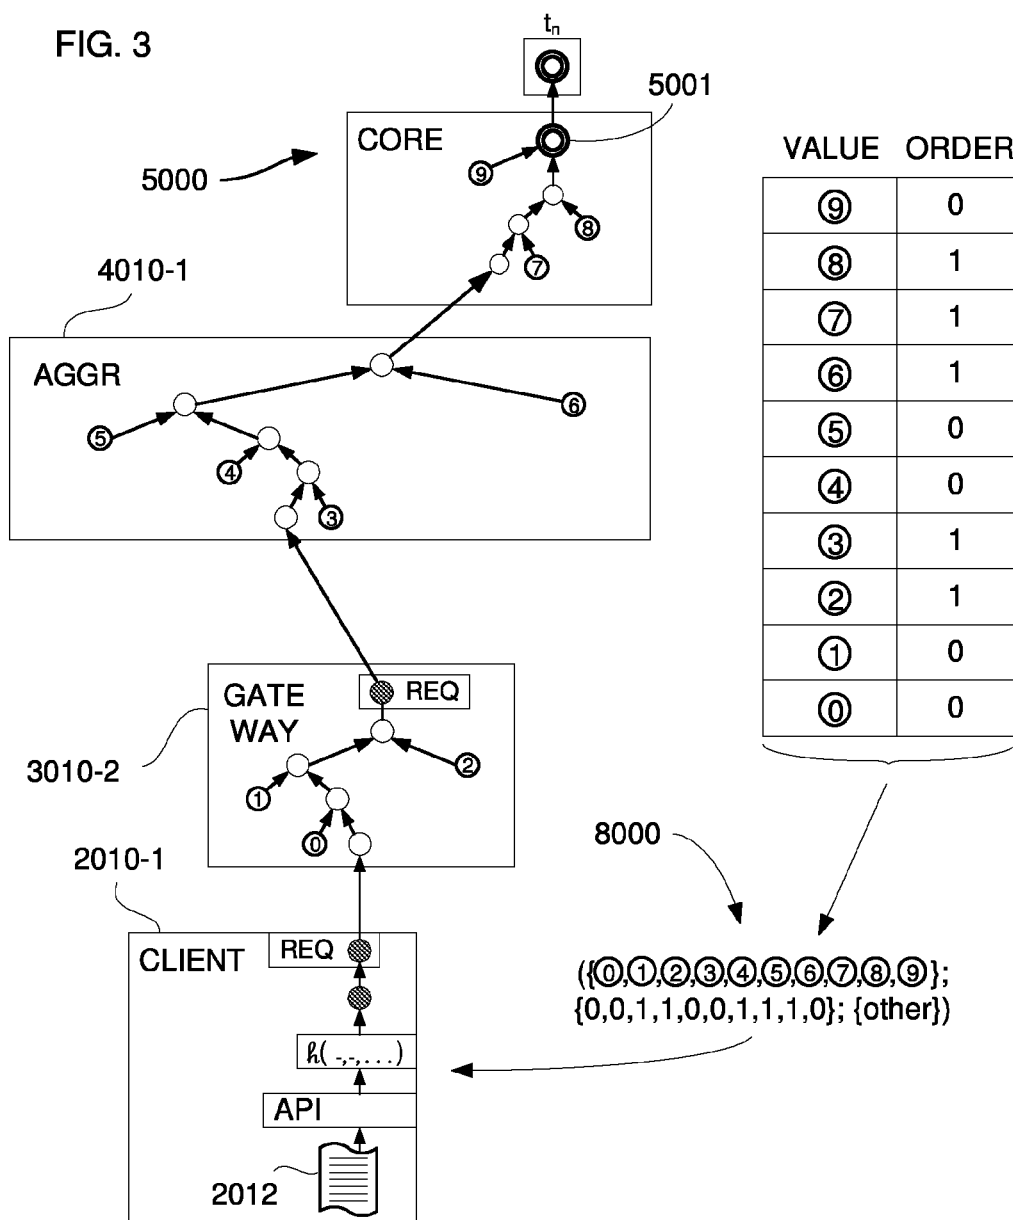 FIG. 3
tₙ
5001
CORE
5000
⑨
⑧
⑦
4010-1
AGGR
⑥
⑤
④
③
GATE
WAY
REQ
3010-2
②
①
⓪
2010-1
CLIENT
REQ
h( -,-, . . . )
API
2012
VALUE ORDER
⑨ 0
⑧ 1
⑦ 1
⑥ 1
⑤ 0
④ 0
③ 1
② 1
① 0
⓪ 0
8000
({⓪,①,②,③,④,⑤,⑥,⑦,⑧,⑨};
{0,0,1,1,0,0,1,1,1,0}; {other})